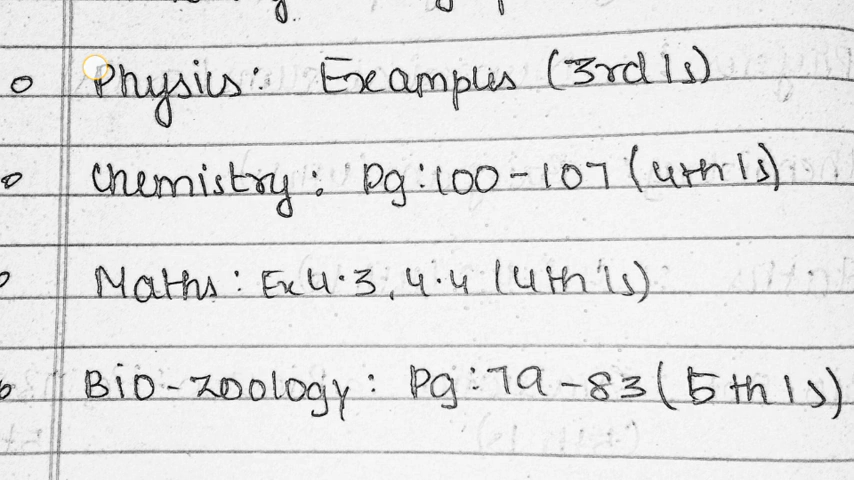 Physics: Examples (3rd ls)
Chemistry: Pg:100-107 (4th ls)
Maths: Ex 4.3, 4.4 (4th ls)
Bio-zoology: Pg:79-83 (5th ls)